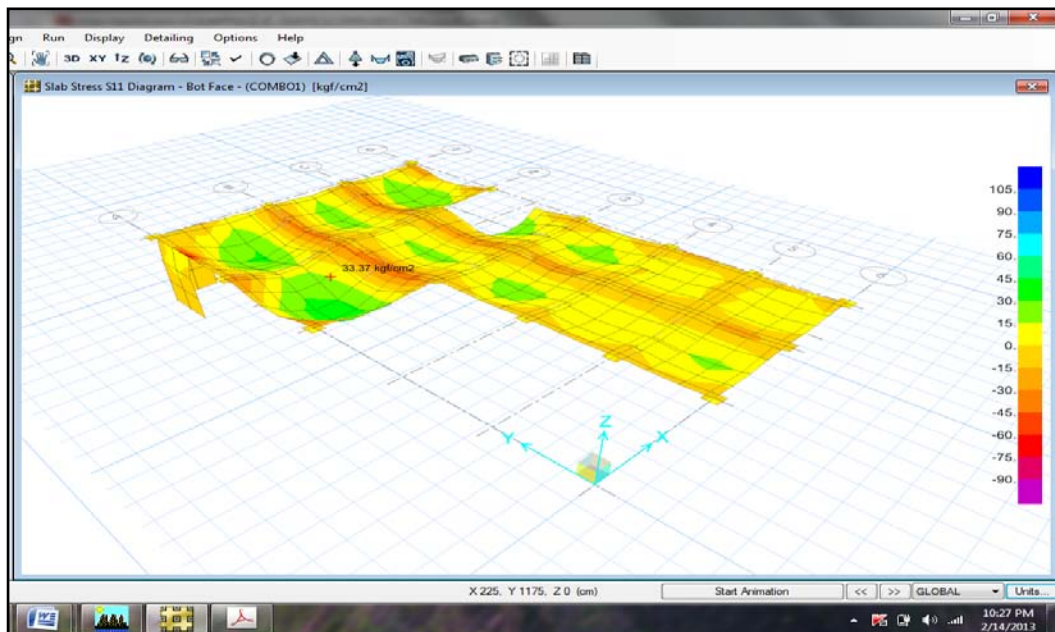 gn Run Display Detailing Options Help
3D XY
Slab Stress S11 Diagram - Bot Face - (COMBO1) [kgf/cm2]
33.37 kgf/cm2
105.
90.
75.
60.
45.
30.
15.
0.
-15.
-30.
-45.
-60.
-75.
-90.
Z
Y
X
X 225, Y 1175, Z 0 (cm)
Start Animation
<<
>>
GLOBAL
Units...
10:27 PM
2/14/2013